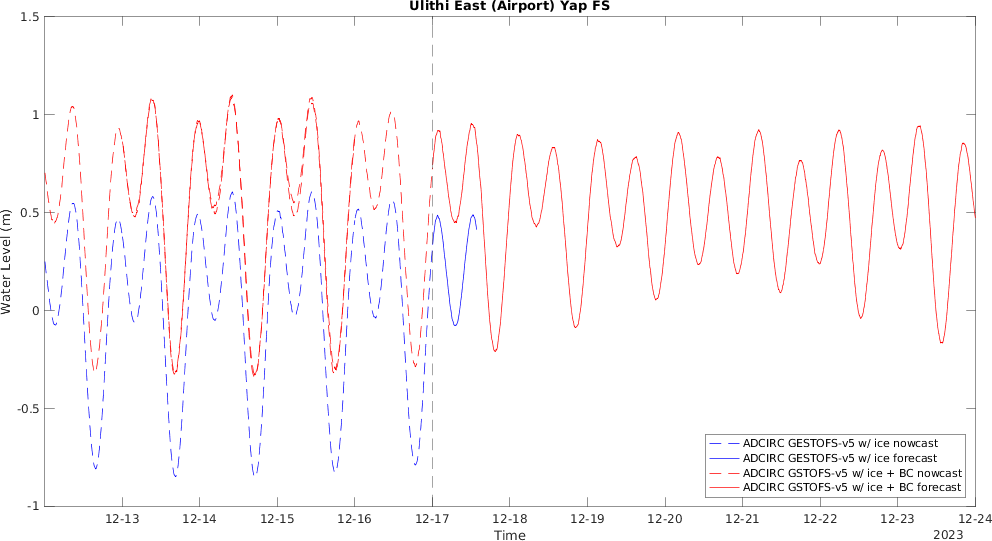 Ulithi East (Airport) Yap FS
1.5
1
0.5
0
-0.5
-1
Water Level (m)
12-13
12-14
12-15
12-16
12-17
12-18
12-19
12-20
12-21
12-22
12-23
12-24
Time
2023
ADCIRC GESTOFS-v5 w/ ice nowcast
ADCIRC GESTOFS-v5 w/ ice forecast
ADCIRC GSTOFS-v5 w/ ice + BC nowcast
ADCIRC GSTOFS-v5 w/ ice + BC forecast